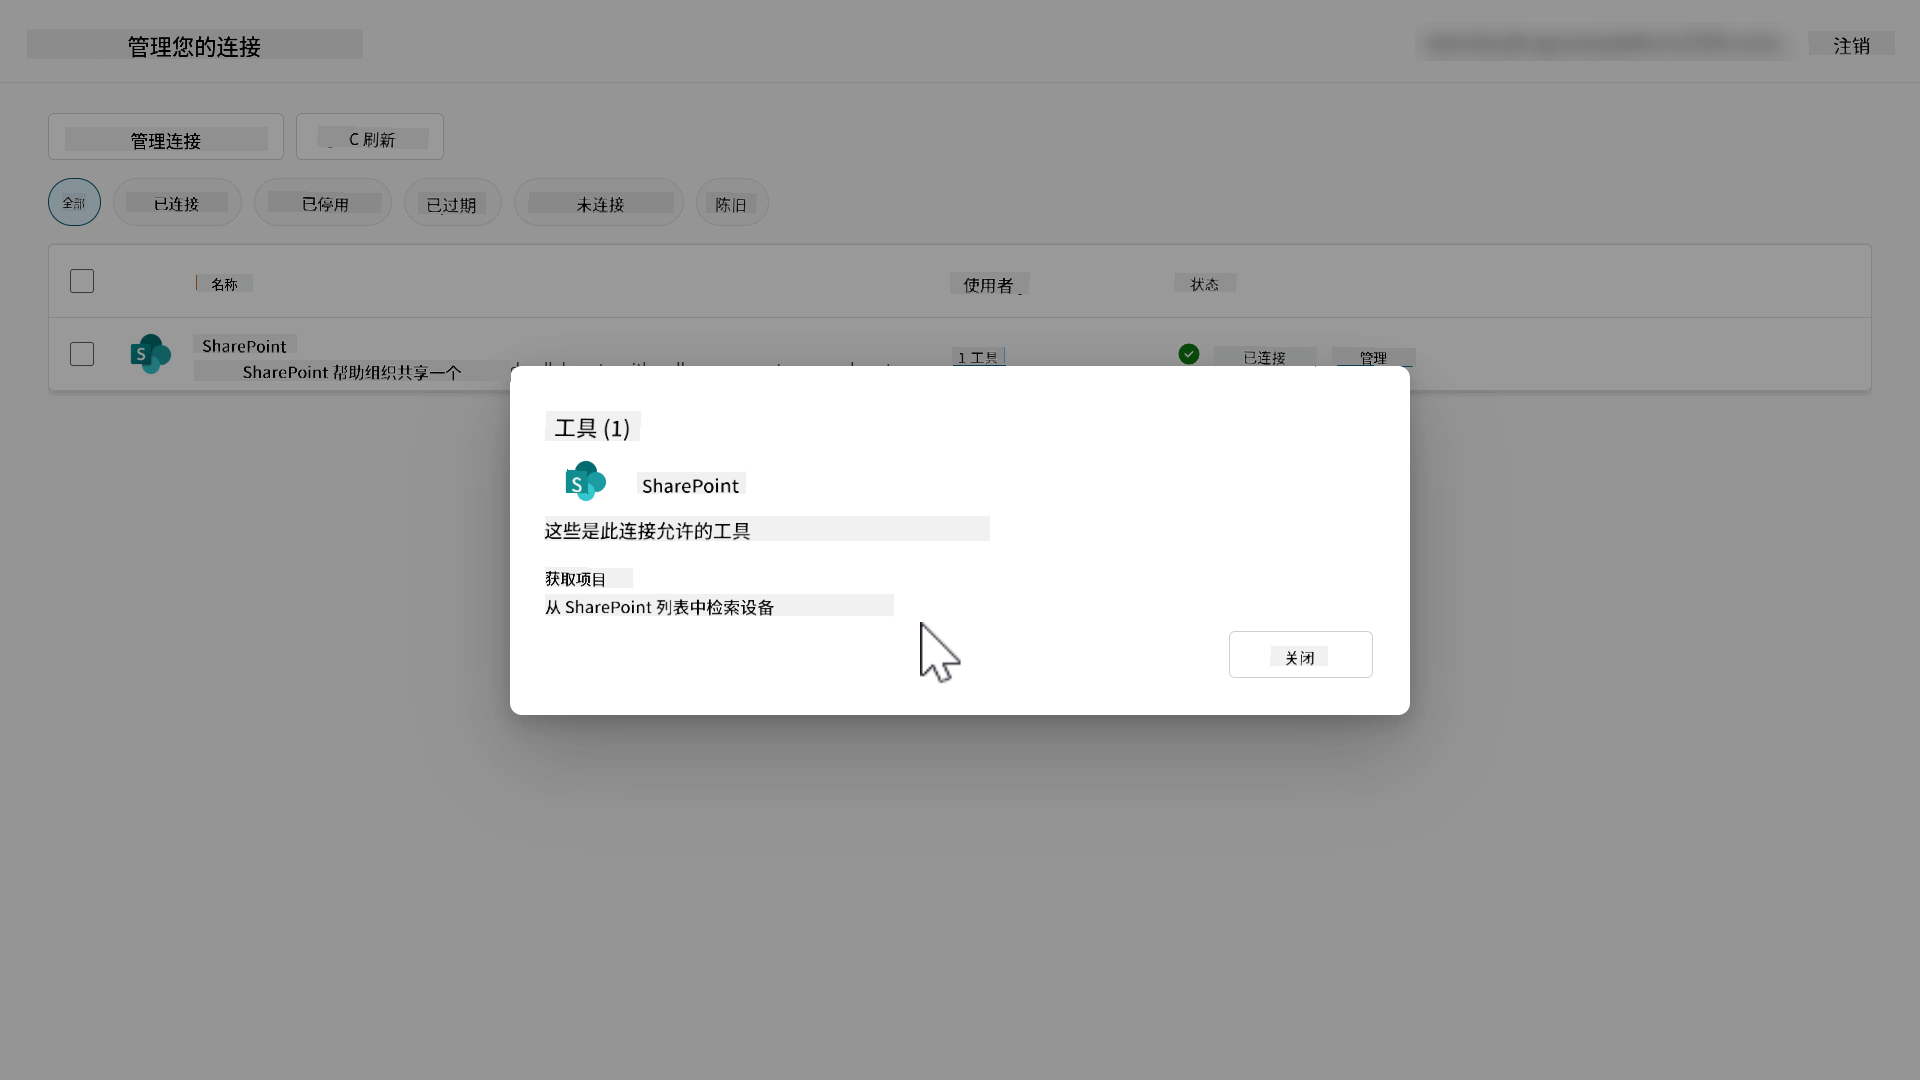 管理您的连接
注销
管理连接
C 刷新
全部
已连接
已停用
已过期
未连接
陈旧
名称
使用者
状态
SharePoint
SharePoint 帮助组织共享一个
1 工具
已连接
管理
工具 (1)
SharePoint
这些是此连接允许的工具
获取项目
从 SharePoint 列表中检索设备
关闭